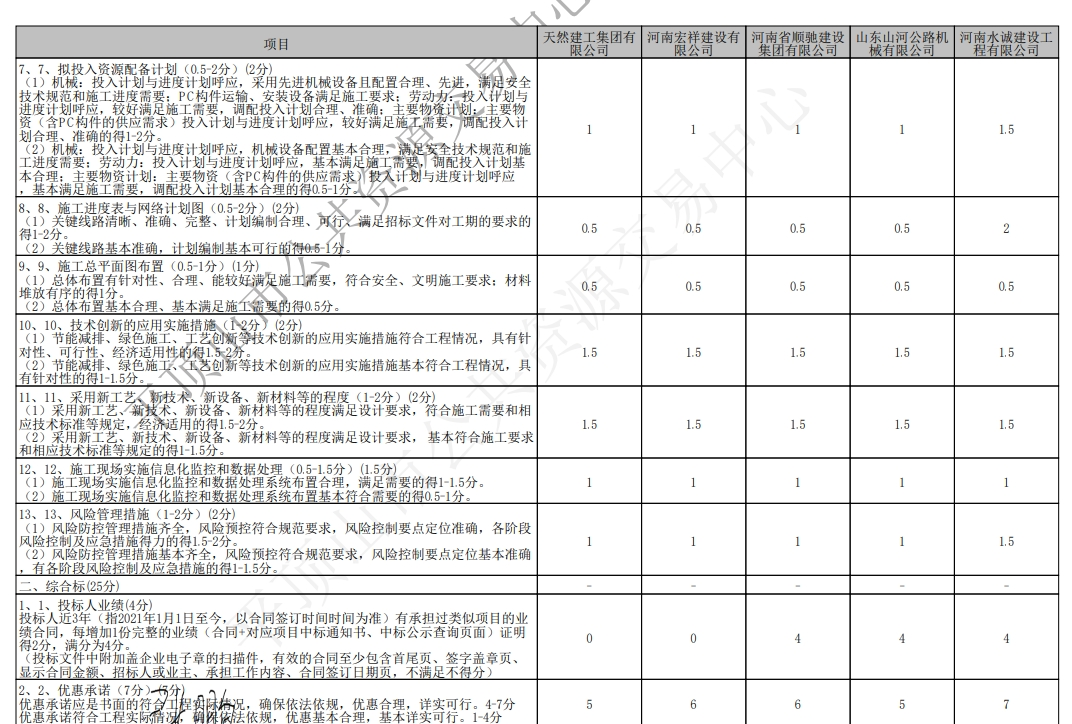 项目
天然建工集团有
限公司
河南宏祥建设有
限公司
河南省顺驰建设
集团有限公司
山东山河公路机
械有限公司
河南水诚建设工
程有限公司
7、7、拟投入资源配备计划（0.5-2分）(2分)
（1）机械：投入计划与进度计划呼应，采用先进机械设备且配置合理、先进，满足安全
技术规范和施工进度需要；PC构件运输、安装设备满足施工要求；劳动力：投入计划与
进度计划呼应，较好满足施工需要，调配投入计划合理、准确；主要物资计划：主要物
资（含PC构件的供应需求）投入计划与进度计划呼应，较好满足施工需要，调配投入计
划合理、准确的得1-2分。
（2）机械：投入计划与进度计划呼应，机械设备配置基本合理，满足安全技术规范和施
工进度需要；劳动力：投入计划与进度计划呼应，基本满足施工需要，调配投入计划基
本合理；主要物资计划：主要物资（含PC构件的供应需求）投入计划与进度计划呼应
，基本满足施工需要，调配投入计划基本合理的得0.5-1分。
1 1 1 1 1.5
8、8、施工进度表与网络计划图（0.5-2分）(2分)
（1）关键线路清晰、准确、完整、计划编制合理、可行、满足招标文件对工期的要求的
得1-2分。
（2）关键线路基本准确，计划编制基本可行的得0.5-1分。
0.5 0.5 0.5 0.5 2
9、9、施工总平面图布置（0.5-1分）(1分)
（1）总体布置有针对性、合理、能较好满足施工需要，符合安全、文明施工要求；材料
堆放有序的得1分。
（2）总体布置基本合理、基本满足施工需要的得0.5分。
0.5 0.5 0.5 0.5 0.5
10、10、技术创新的应用实施措施（1-2分）(2分)
（1）节能减排、绿色施工、工艺创新等技术创新的应用实施措施符合工程情况，具有针
对性、可行性、经济适用性的得1.5-2分。
（2）节能减排、绿色施工、工艺创新等技术创新的应用实施措施基本符合工程情况，具
有针对性的得1-1.5分。
1.5 1.5 1.5 1.5 1.5
11、11、采用新工艺、新技术、新设备、新材料等的程度（1-2分）(2分)
（1）采用新工艺、新技术、新设备、新材料等的程度满足设计要求，符合施工需要和相
应技术标准等规定，经济适用的得1.5-2分。
（2）采用新工艺、新技术、新设备、新材料等的程度满足设计要求， 基本符合施工要求
和相应技术标准等规定的得1-1.5分。
1.5 1.5 1.5 1.5 1.5
12、12、施工现场实施信息化监控和数据处理（0.5-1.5分）(1.5分)
（1）施工现场实施信息化监控和数据处理系统布置合理，满足需要的得1-1.5分。
（2）施工现场实施信息化监控和数据处理系统布置基本符合需要的得0.5-1分。
1 1 1 1 1
13、13、风险管理措施（1-2分）(2分)
（1）风险防控管理措施齐全，风险预控符合规范要求，风险控制要点定位准确，各阶段
风险控制及应急措施得力的得1.5-2分。
（2）风险防控管理措施基本齐全，风险预控符合规范要求，风险控制要点定位基本准确
，有各阶段风险控制及应急措施的得1-1.5分。
1 1 1 1 1.5
二、综合标(25分)
- - - - -
1、1、投标人业绩(4分)
投标人近3年（指2021年1月1日至今，以合同签订时间时间为准）有承担过类似项目的业
绩合同，每增加1份完整的业绩（合同+对应项目中标通知书、中标公示查询页面）证明
得2分，满分为4分。
（投标文件中附加盖企业电子章的扫描件，有效的合同至少包含首尾页、签字盖章页、
显示合同金额、招标人或业主、承担工作内容、合同签订日期页，不满足不得分）
0 0 4 4 4
2、2、优惠承诺（7分）(7分)
优惠承诺应是书面的符合工程实际情况，确保依法依规，优惠合理，详实可行。4-7分
优惠承诺符合工程实际情况，确保依法依规，优惠基本合理，基本详实可行。1-4分
5 6 6 5 7
平顶山市公共资源交易中心
平顶山市公共资源交易中心